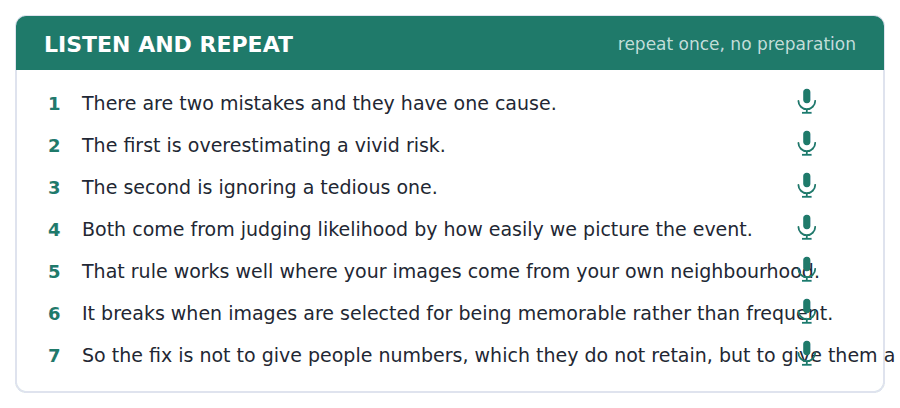 LISTEN AND REPEAT
repeat once, no preparation
1 There are two mistakes and they have one cause.
2 The first is overestimating a vivid risk.
3 The second is ignoring a tedious one.
4 Both come from judging likelihood by how easily we picture the event.
5 That rule works well where your images come from your own neighbourhood.
6 It breaks when images are selected for being memorable rather than frequent.
7 So the fix is not to give people numbers, which they do not retain, but to give them a